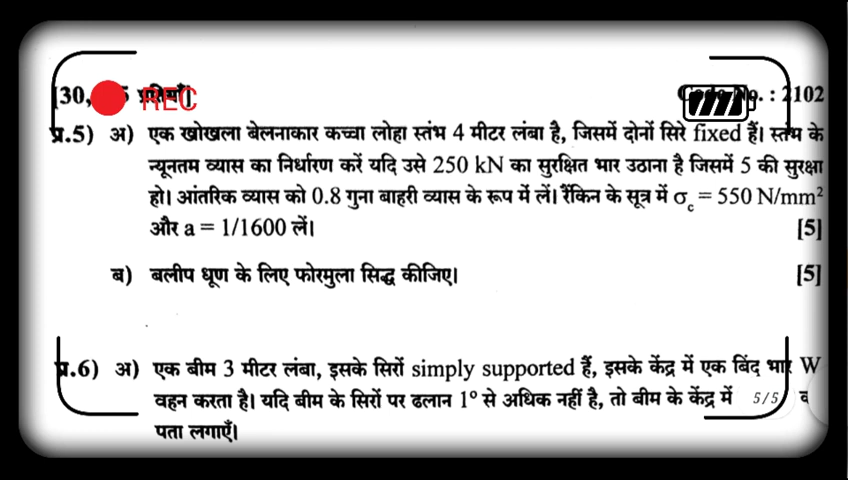 [30, 5 प्रतियाँ] REC Code No. : 2102
प्र.5) अ) एक खोखला बेलनाकार कच्चा लोहा स्तंभ 4 मीटर लंबा है, जिसमें दोनों सिरे fixed हैं। स्तंभ के
न्यूनतम व्यास का निर्धारण करें यदि उसे 250 kN का सुरक्षित भार उठाना है जिसमें 5 की सुरक्षा
हो। आंतरिक व्यास को 0.8 गुना बाहरी व्यास के रूप में लें। रैंकिन के सूत्र में σc = 550 N/mm²
और a = 1/1600 लें। [5]
ब) बलीप धूण के लिए फोरमुला सिद्ध कीजिए। [5]
प्र.6) अ) एक बीम 3 मीटर लंबा, इसके सिरों simply supported हैं, इसके केंद्र में एक बिंद भार W
वहन करता है। यदि बीम के सिरों पर ढलान 1° से अधिक नहीं है, तो बीम के केंद्र में 5/5
पता लगाएँ।